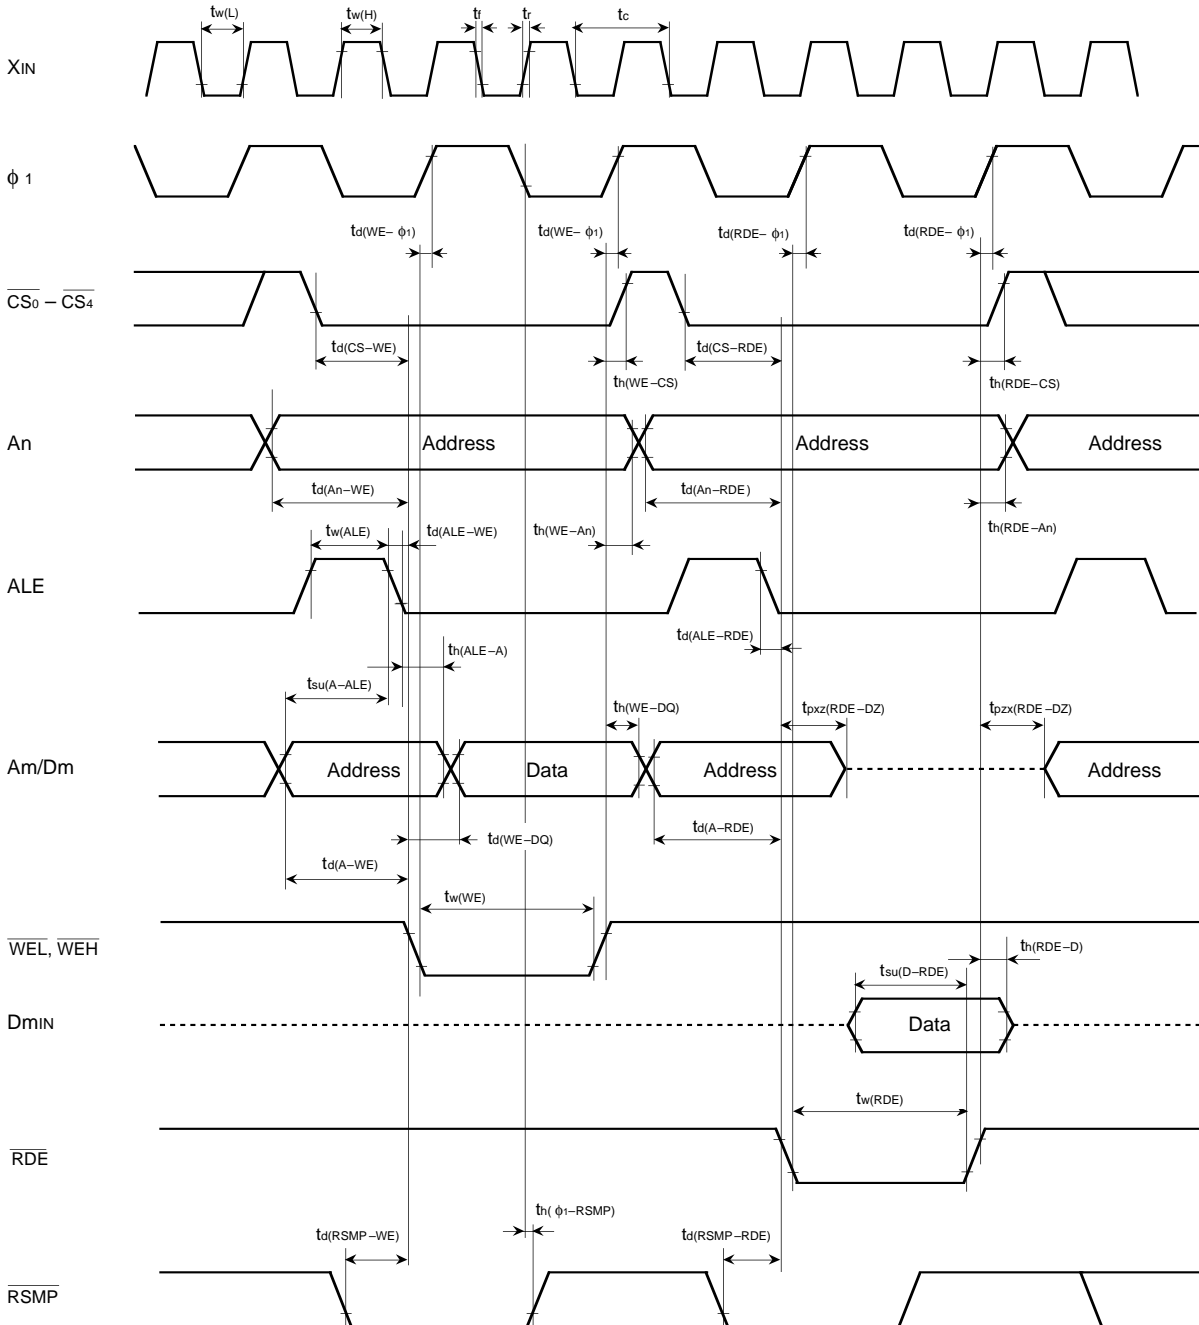 tw(L) tw(H) tf tr tc
XIN
ϕ 1
td(WE– ϕ1) td(WE– ϕ1) td(RDE– ϕ1) td(RDE– ϕ1)
CS0 – CS4
td(CS–WE) td(CS–RDE)
th(WE–CS) th(RDE–CS)
An Address Address Address
td(An–WE) td(An–RDE)
tw(ALE) td(ALE–WE) th(WE–An) th(RDE–An)
ALE
td(ALE–RDE)
th(ALE–A)
tsu(A–ALE)
th(WE–DQ) tpxz(RDE–DZ) tpzx(RDE–DZ)
Am/Dm Address Data Address Address
td(WE–DQ) td(A–RDE)
td(A–WE)
tw(WE)
WEL, WEH
th(RDE–D)
tsu(D–RDE)
DmIN Data
tw(RDE)
RDE
th( ϕ1–RSMP)
td(RSMP–WE) td(RSMP–RDE)
RSMP